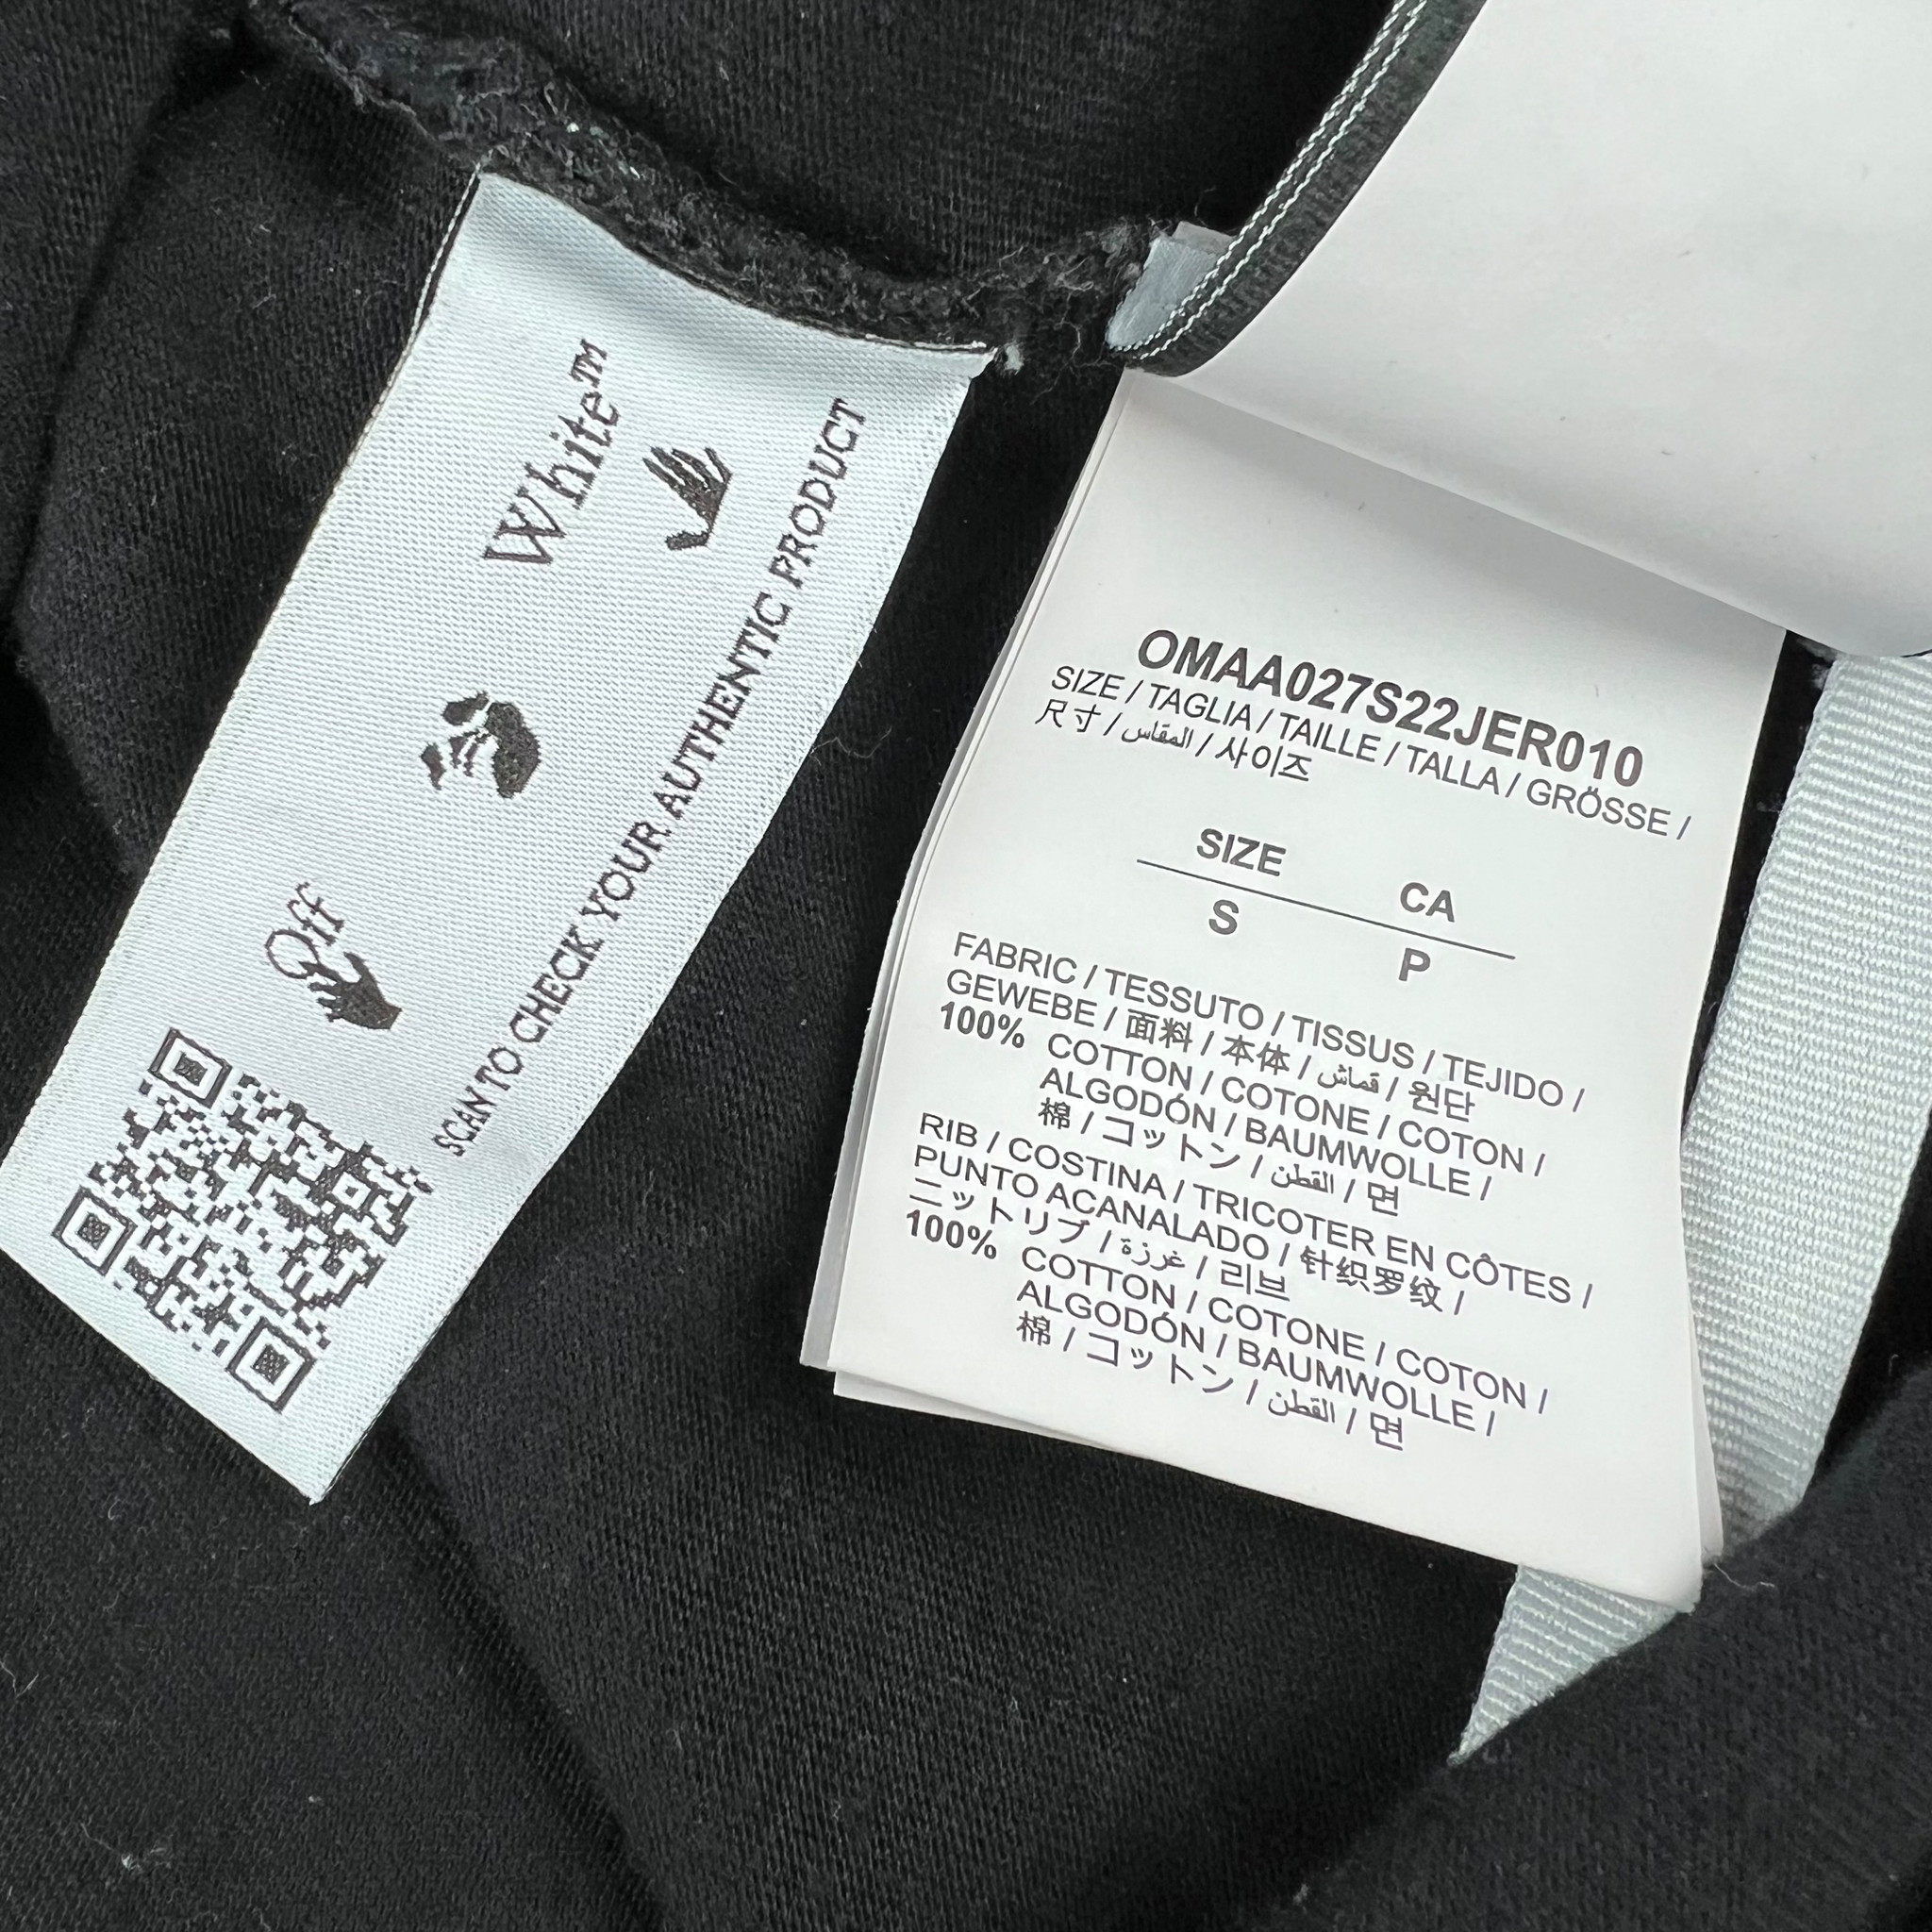 Off White™
SCAN TO CHECK YOUR AUTHENTIC PRODUCT
OMAA027S22JER010
SIZE / TAGLIA / TAILLE / TALLA / GRÖSSE /
尺寸 / المقاس / 사이즈
SIZE CA
S P
FABRIC / TESSUTO / TISSUS / TEJIDO /
GEWEBE / 面料 / 本体 / قماش / 원단
100% COTTON / COTONE / COTON /
ALGODÓN / BAUMWOLLE /
棉 / コットン / القطن / 면
RIB / COSTINA / TRICOTER EN CÔTES /
PUNTO ACANALADO / 针织罗纹 /
ニットリブ / غرزة / 리브
100% COTTON / COTONE / COTON /
ALGODÓN / BAUMWOLLE /
棉 / コットン / القطن / 면